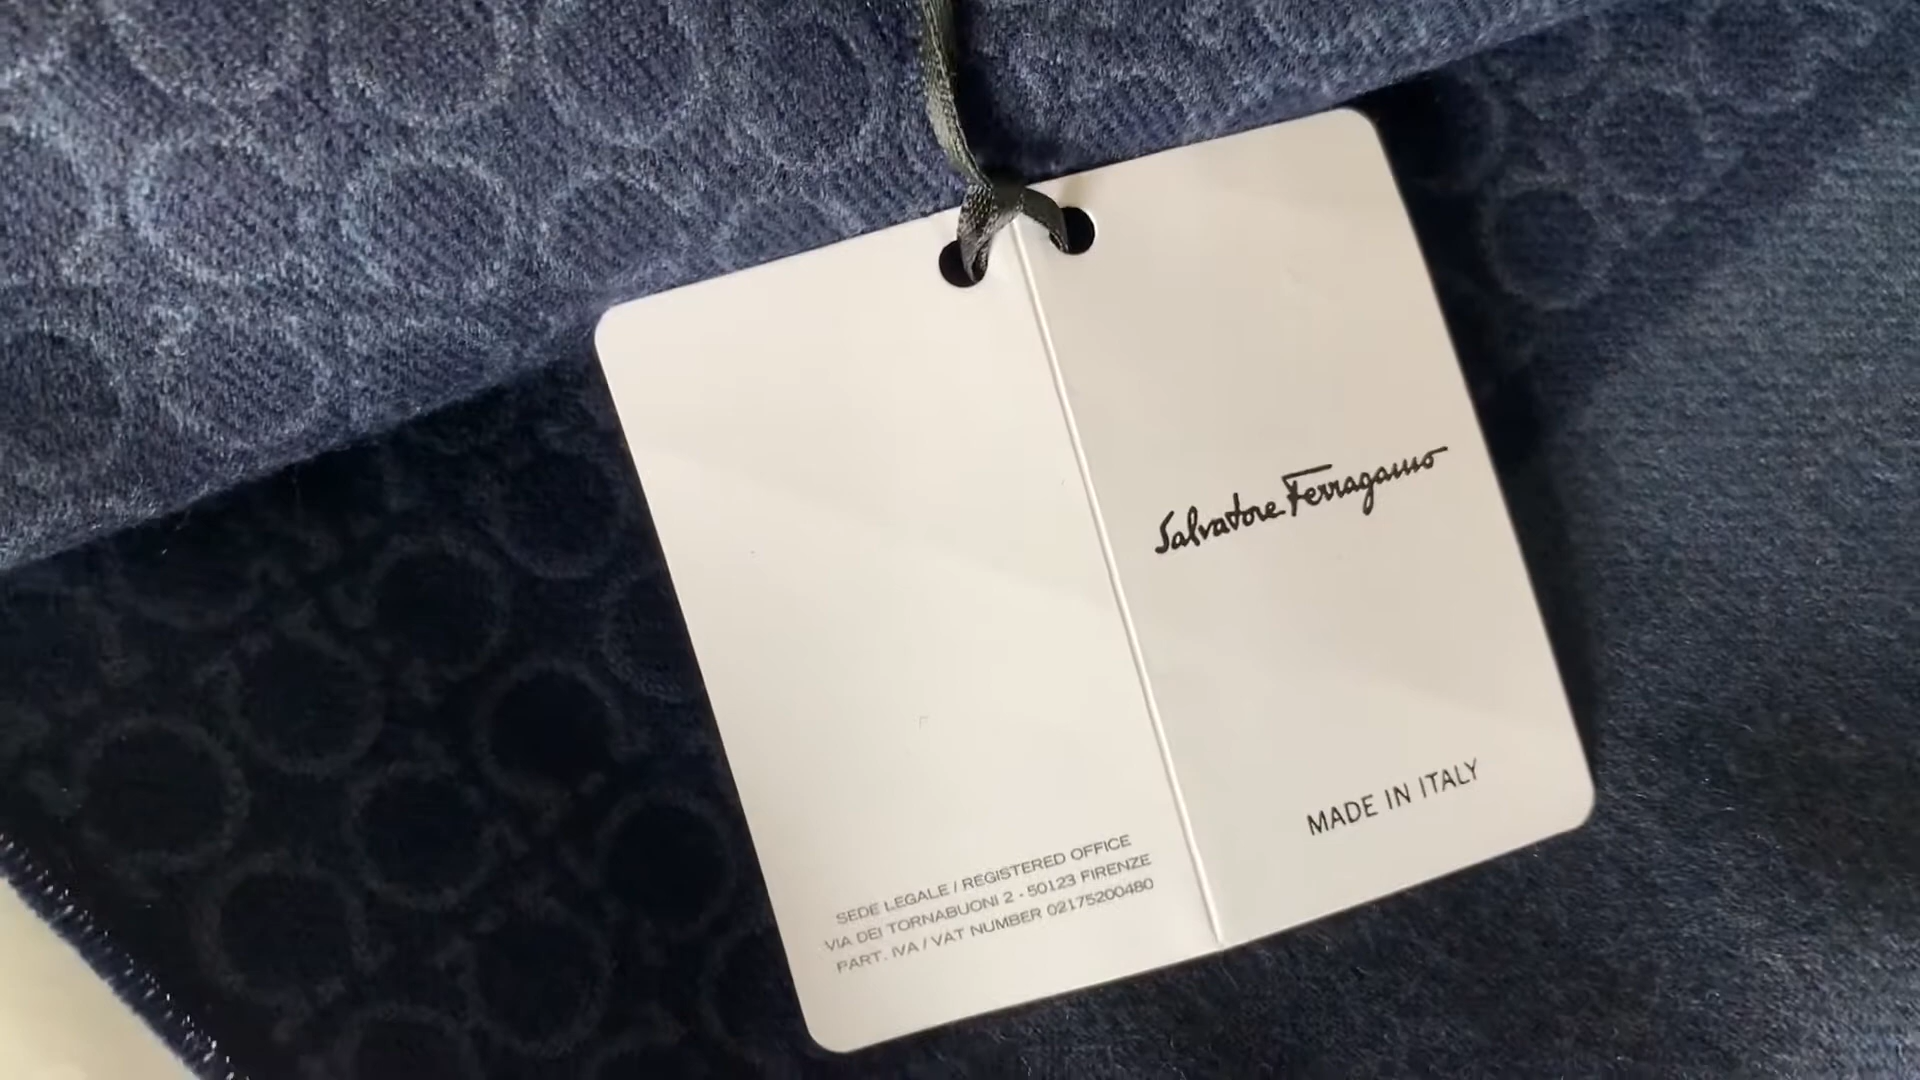 Salvatore Ferragamo
MADE IN ITALY
SEDE LEGALE / REGISTERED OFFICE
VIA DEI TORNABUONI 2 - 50123 FIRENZE
PART. IVA / VAT NUMBER 02175200480